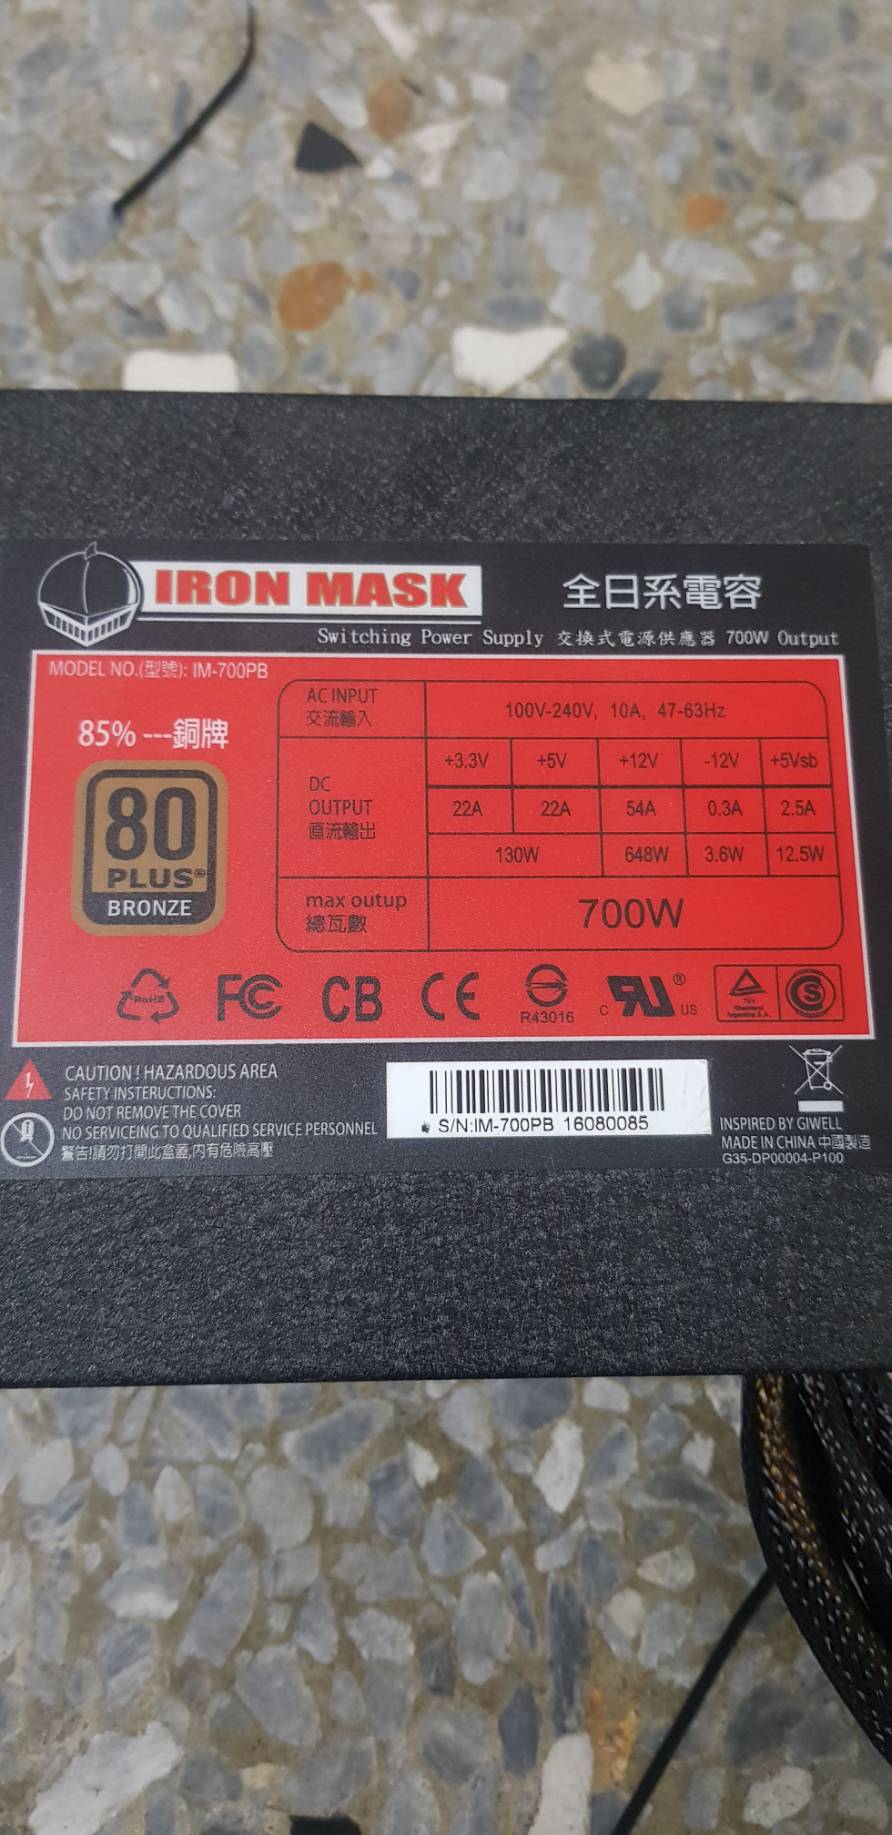 IRON MASK
全日系電容
Switching Power Supply 交換式電源供應器 700W Output
MODEL NO.(型號): IM-700PB
85% ---銅牌
80
PLUS®
BRONZE
AC INPUT
交流輸入
100V-240V, 10A, 47-63Hz
DC
OUTPUT
直流輸出
+3.3V +5V +12V -12V +5Vsb
22A 22A 54A 0.3A 2.5A
130W 648W 3.6W 12.5W
max outup
總瓦數
700W
RoHS
FC
CB
CE
R43016
c RU ® US
TUV
Rheinland
Argentina S.A.
S
CAUTION ! HAZARDOUS AREA
SAFETY INSTERUCTIONS:
DO NOT REMOVE THE COVER
NO SERVICEING TO QUALIFIED SERVICE PERSONNEL
警告!請勿打開此盒蓋,內有危險高壓
S/N:IM-700PB 16080085
INSPIRED BY GIWELL
MADE IN CHINA 中國製造
G35-DP00004-P100